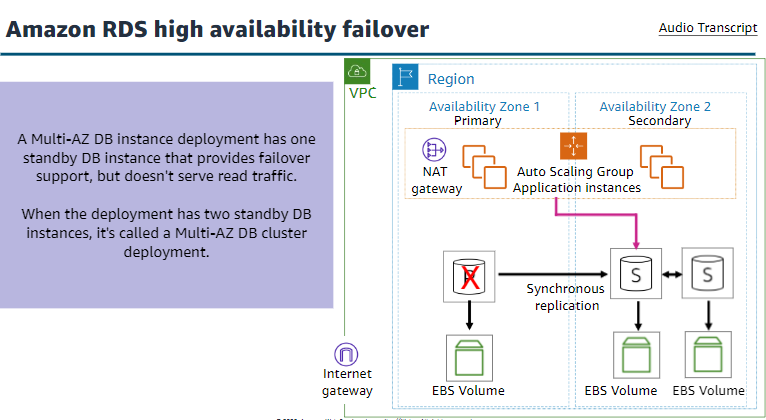 Amazon RDS high availability failover
Audio Transcript
VPC
Region
A Multi-AZ DB instance deployment has one
standby DB instance that provides failover
support, but doesn't serve read traffic.
When the deployment has two standby DB
instances, it's called a Multi-AZ DB cluster
deployment.
Availability Zone 1
Primary
Availability Zone 2
Secondary
NAT
gateway
Auto Scaling Group
Application instances
S
S
Synchronous
replication
Internet
gateway
EBS Volume
EBS Volume
EBS Volume